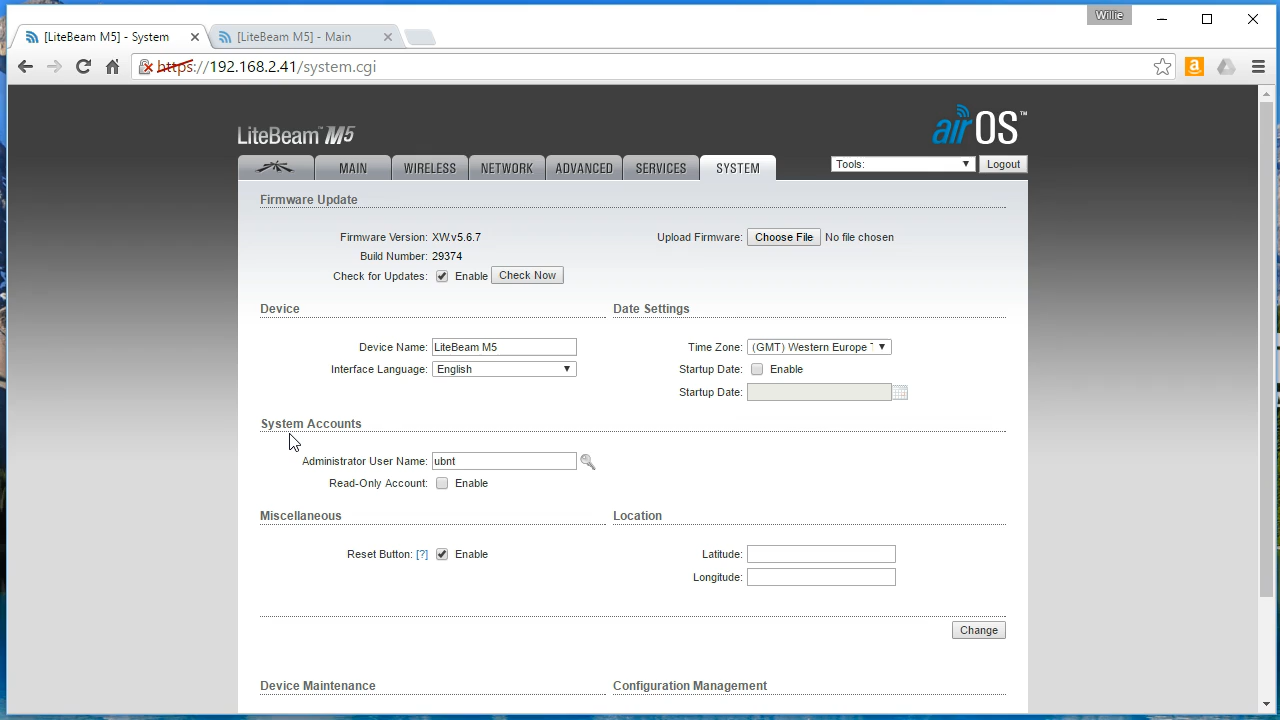 Willie
[LiteBeam M5] - System
[LiteBeam M5] - Main
https://192.168.2.41/system.cgi
LiteBeam™ M5
airOS™
MAIN WIRELESS NETWORK ADVANCED SERVICES SYSTEM
Tools: Logout
Firmware Update
Firmware Version: XW.v5.6.7
Upload Firmware: Choose File No file chosen
Build Number: 29374
Check for Updates: Enable Check Now
Device
Date Settings
Device Name: LiteBeam M5
Time Zone: (GMT) Western Europe
Interface Language: English
Startup Date: Enable
Startup Date:
System Accounts
Administrator User Name: ubnt
Read-Only Account: Enable
Miscellaneous
Location
Reset Button: [?] Enable
Latitude:
Longitude:
Change
Device Maintenance
Configuration Management